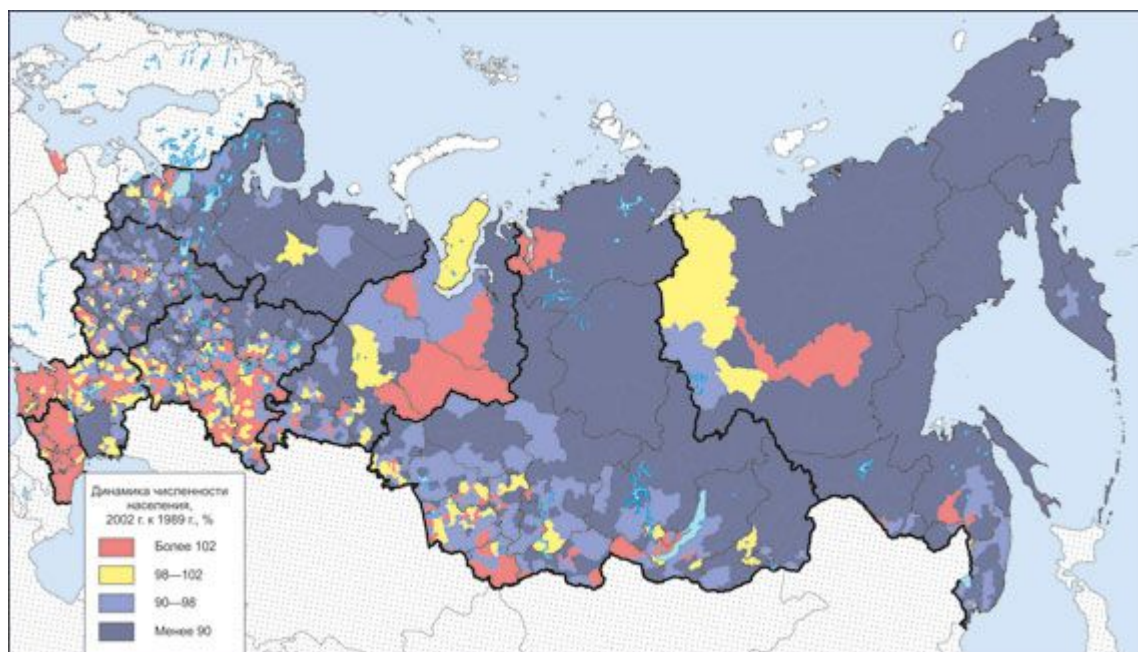 Динамика численности
населения,
2002 г. к 1989 г., %
Более 102
98—102
90—98
Менее 90